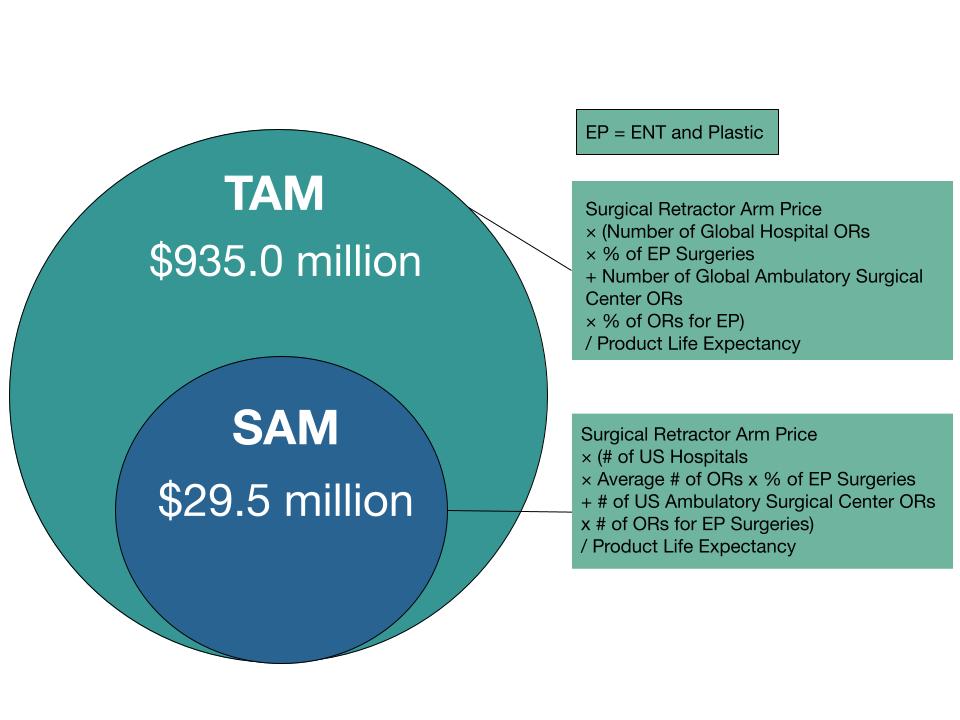 TAM
$935.0 million
SAM
$29.5 million
EP = ENT and Plastic
Surgical Retractor Arm Price
× (Number of Global Hospital ORs
× % of EP Surgeries
+ Number of Global Ambulatory Surgical
Center ORs
× % of ORs for EP)
/ Product Life Expectancy
Surgical Retractor Arm Price
× (# of US Hospitals
× Average # of ORs x % of EP Surgeries
+ # of US Ambulatory Surgical Center ORs
x # of ORs for EP Surgeries)
/ Product Life Expectancy